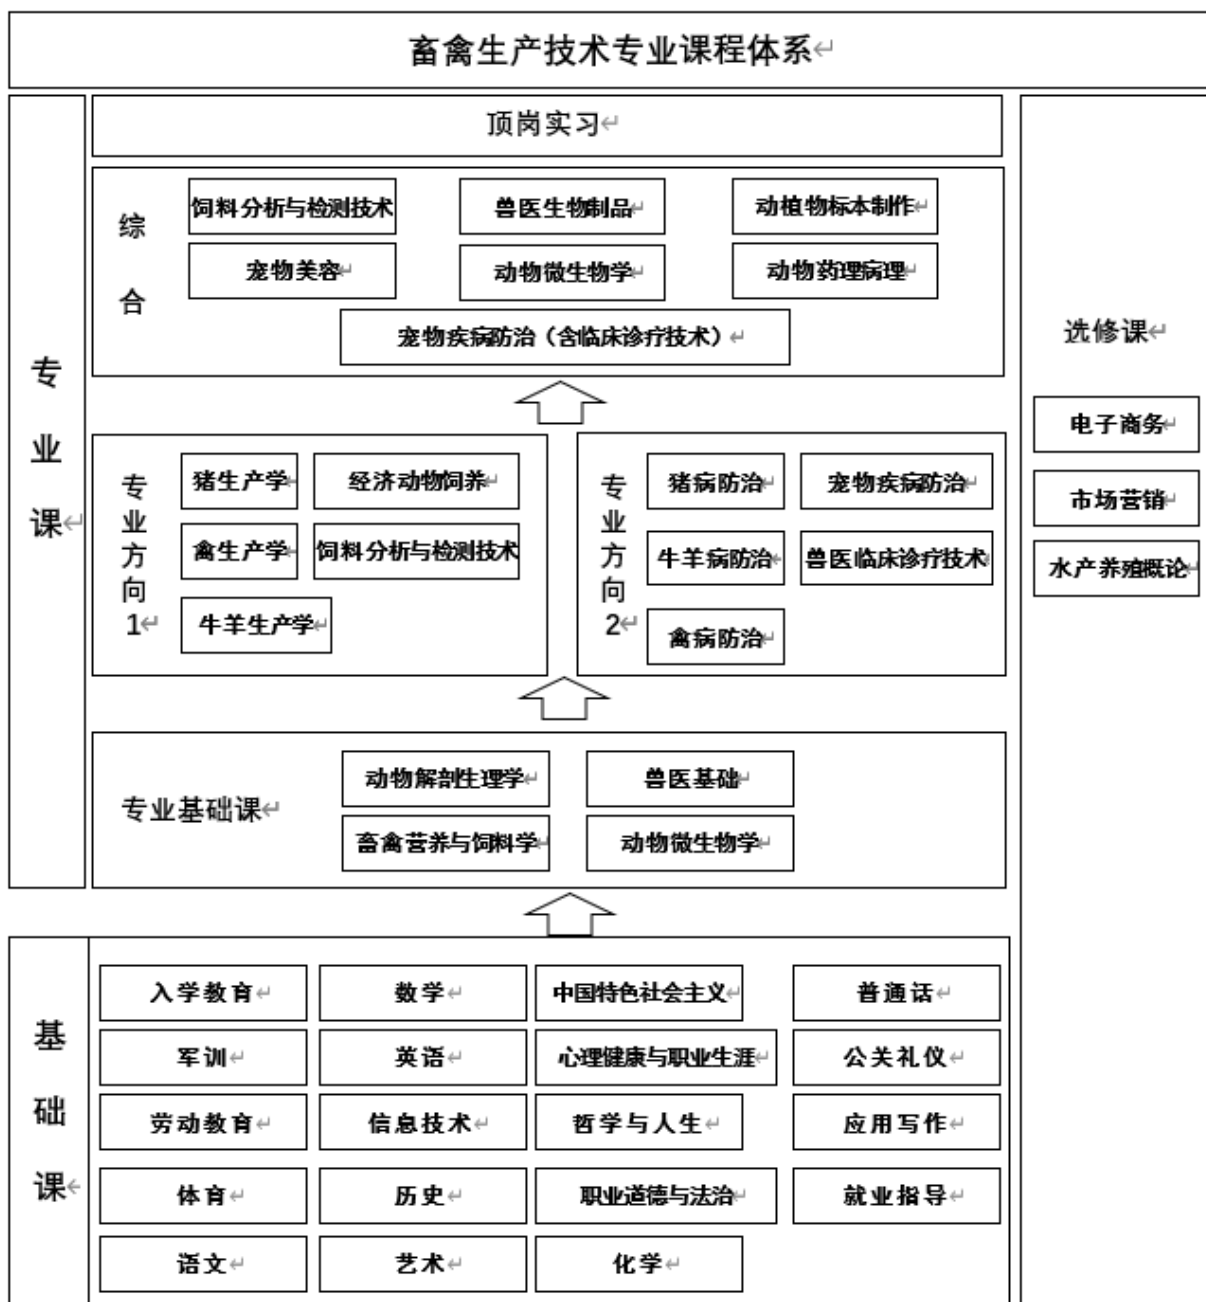 畜禽生产技术专业课程体系
专业课
顶岗实习
综合
饲料分析与检测技术
兽医生物制品
动植物标本制作
宠物美容
动物微生物学
动物药理病理
宠物疾病防治（含临床诊疗技术）
专业方向1
猪生产学
经济动物饲养
禽生产学
饲料分析与检测技术
牛羊生产学
专业方向2
猪病防治
宠物疾病防治
牛羊病防治
兽医临床诊疗技术
禽病防治
专业基础课
动物解剖生理学
兽医基础
畜禽营养与饲料学
动物微生物学
选修课
电子商务
市场营销
水产养殖概论
基础课
入学教育
数学
中国特色社会主义
普通话
军训
英语
心理健康与职业生涯
公关礼仪
劳动教育
信息技术
哲学与人生
应用写作
体育
历史
职业道德与法治
就业指导
语文
艺术
化学